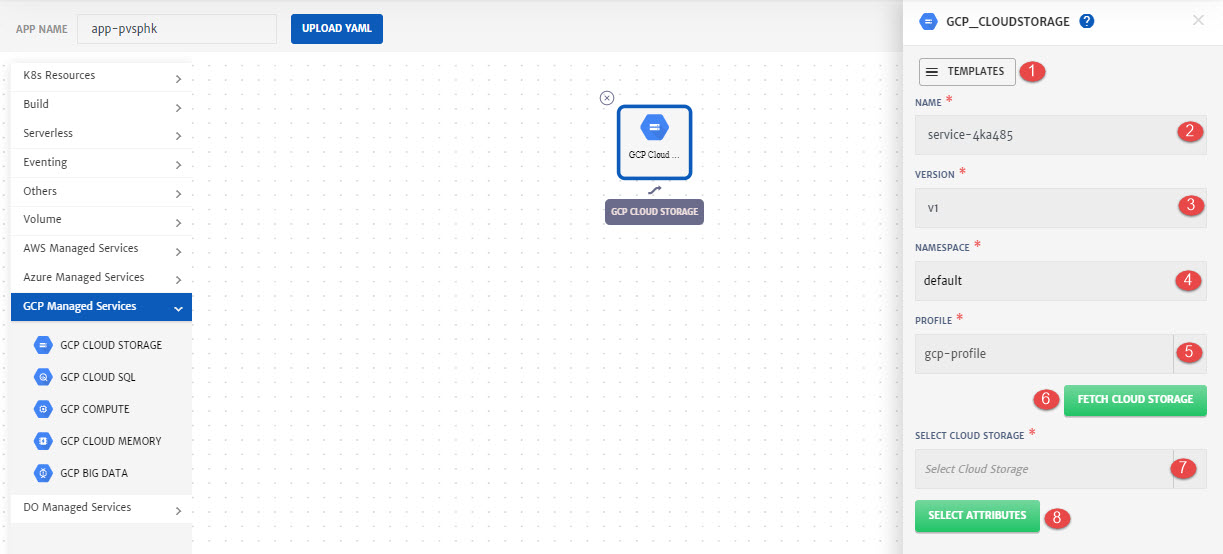 APP NAME
app-pvsphk
UPLOAD YAML
K8s Resources
Build
Serverless
Eventing
Others
Volume
AWS Managed Services
Azure Managed Services
GCP Managed Services
GCP CLOUD STORAGE
GCP CLOUD SQL
GCP COMPUTE
GCP CLOUD MEMORY
GCP BIG DATA
DO Managed Services
GCP Cloud ...
GCP CLOUD STORAGE
GCP_CLOUDSTORAGE ?
TEMPLATES 1
NAME *
service-4ka485 2
VERSION *
v1 3
NAMESPACE *
default 4
PROFILE *
gcp-profile 5
6 FETCH CLOUD STORAGE
SELECT CLOUD STORAGE *
Select Cloud Storage 7
SELECT ATTRIBUTES 8